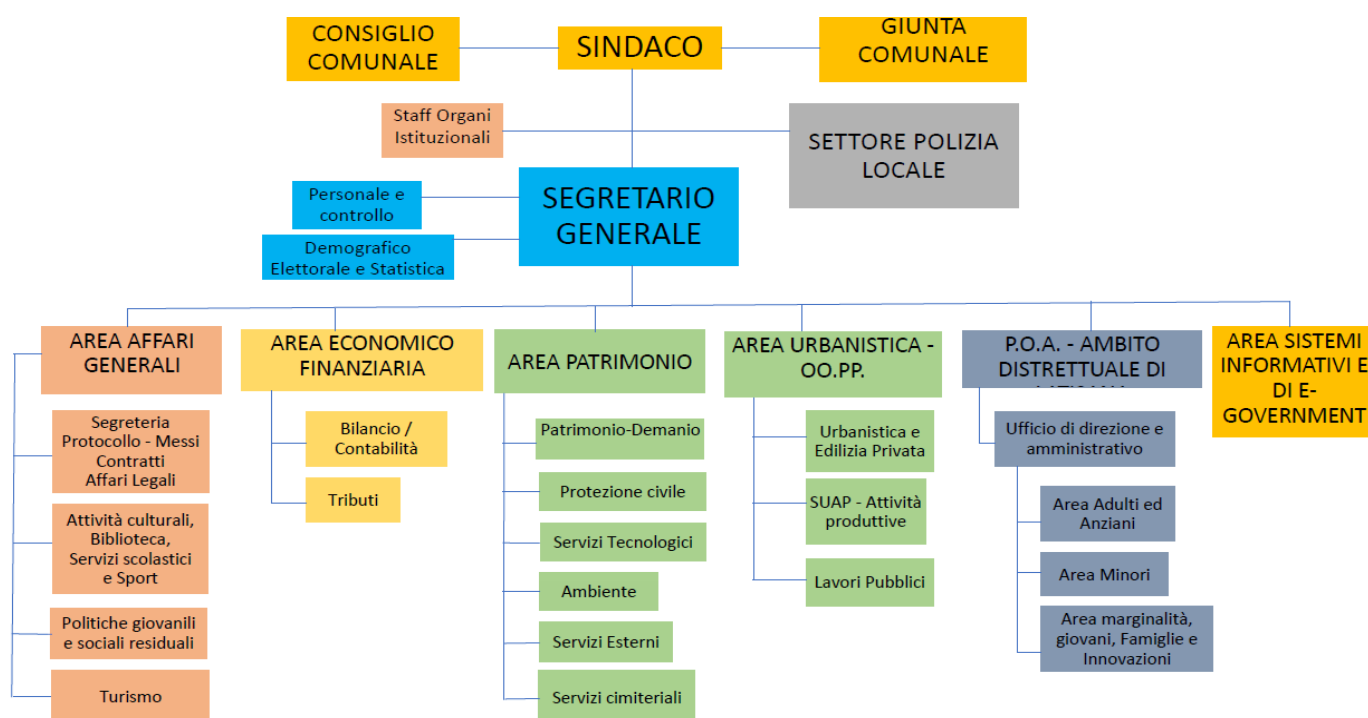 CONSIGLIO
COMUNALE
SINDACO
GIUNTA
COMUNALE
Staff Organi
Istituzionali
SETTORE POLIZIA
LOCALE
Personale e
controllo
SEGRETARIO
GENERALE
Demografico
Elettorale e Statistica
AREA AFFARI
GENERALI
AREA ECONOMICO
FINANZIARIA
AREA PATRIMONIO
AREA URBANISTICA -
OO.PP.
P.O.A. - AMBITO
DISTRETTUALE DI
AREA SISTEMI
INFORMATIVI E
DI E-
GOVERNMENT
Segreteria
Protocollo - Messi
Contratti
Affari Legali
Attività culturali,
Biblioteca,
Servizi scolastici
e Sport
Politiche giovanili
e sociali residuali
Turismo
Bilancio /
Contabilità
Tributi
Patrimonio-Demanio
Protezione civile
Servizi Tecnologici
Ambiente
Servizi Esterni
Servizi cimiteriali
Urbanistica e
Edilizia Privata
SUAP - Attività
produttive
Lavori Pubblici
Ufficio di direzione e
amministrativo
Area Adulti ed
Anziani
Area Minori
Area marginalità,
giovani, Famiglie e
Innovazioni